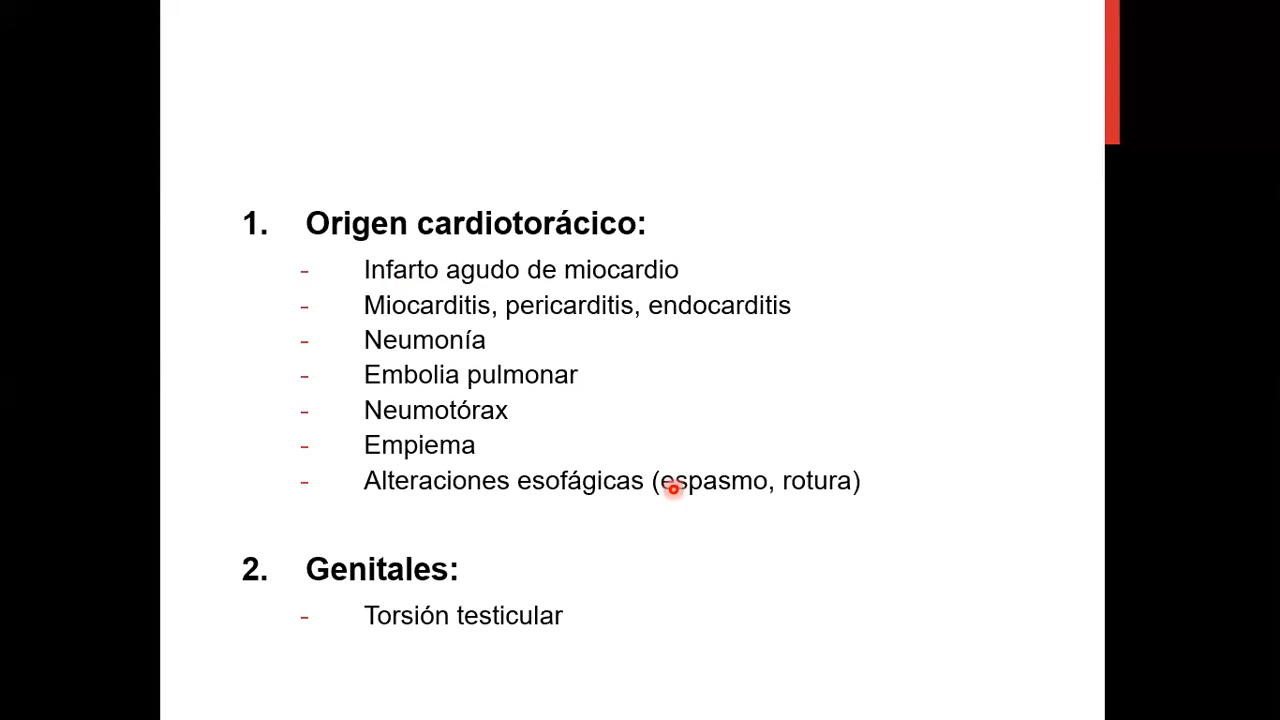 1. Origen cardiotorácico:
- Infarto agudo de miocardio
- Miocarditis, pericarditis, endocarditis
- Neumonía
- Embolia pulmonar
- Neumotórax
- Empiema
- Alteraciones esofágicas (espasmo, rotura)
2. Genitales:
- Torsión testicular